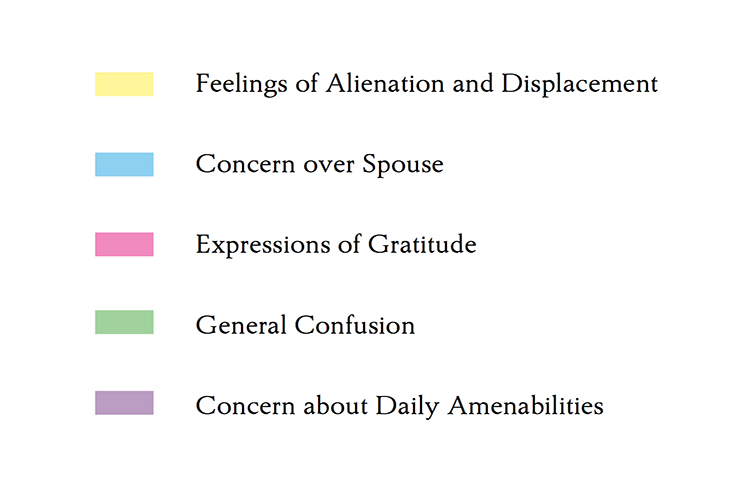 Feelings of Alienation and Displacement
Concern over Spouse
Expressions of Gratitude
General Confusion
Concern about Daily Amenabilities